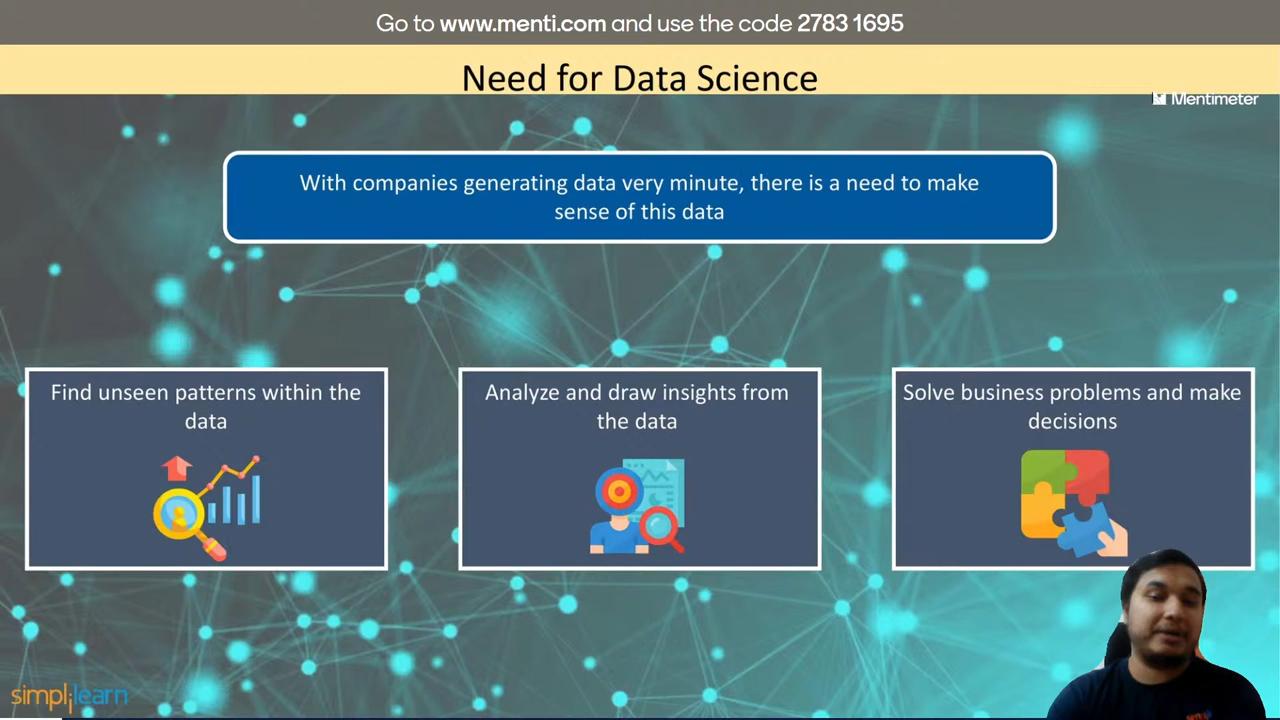 Go to www.menti.com and use the code 2783 1695
Need for Data Science
Mentimeter
With companies generating data very minute, there is a need to make
sense of this data
Find unseen patterns within the
data
Analyze and draw insights from
the data
Solve business problems and make
decisions
simplilearn